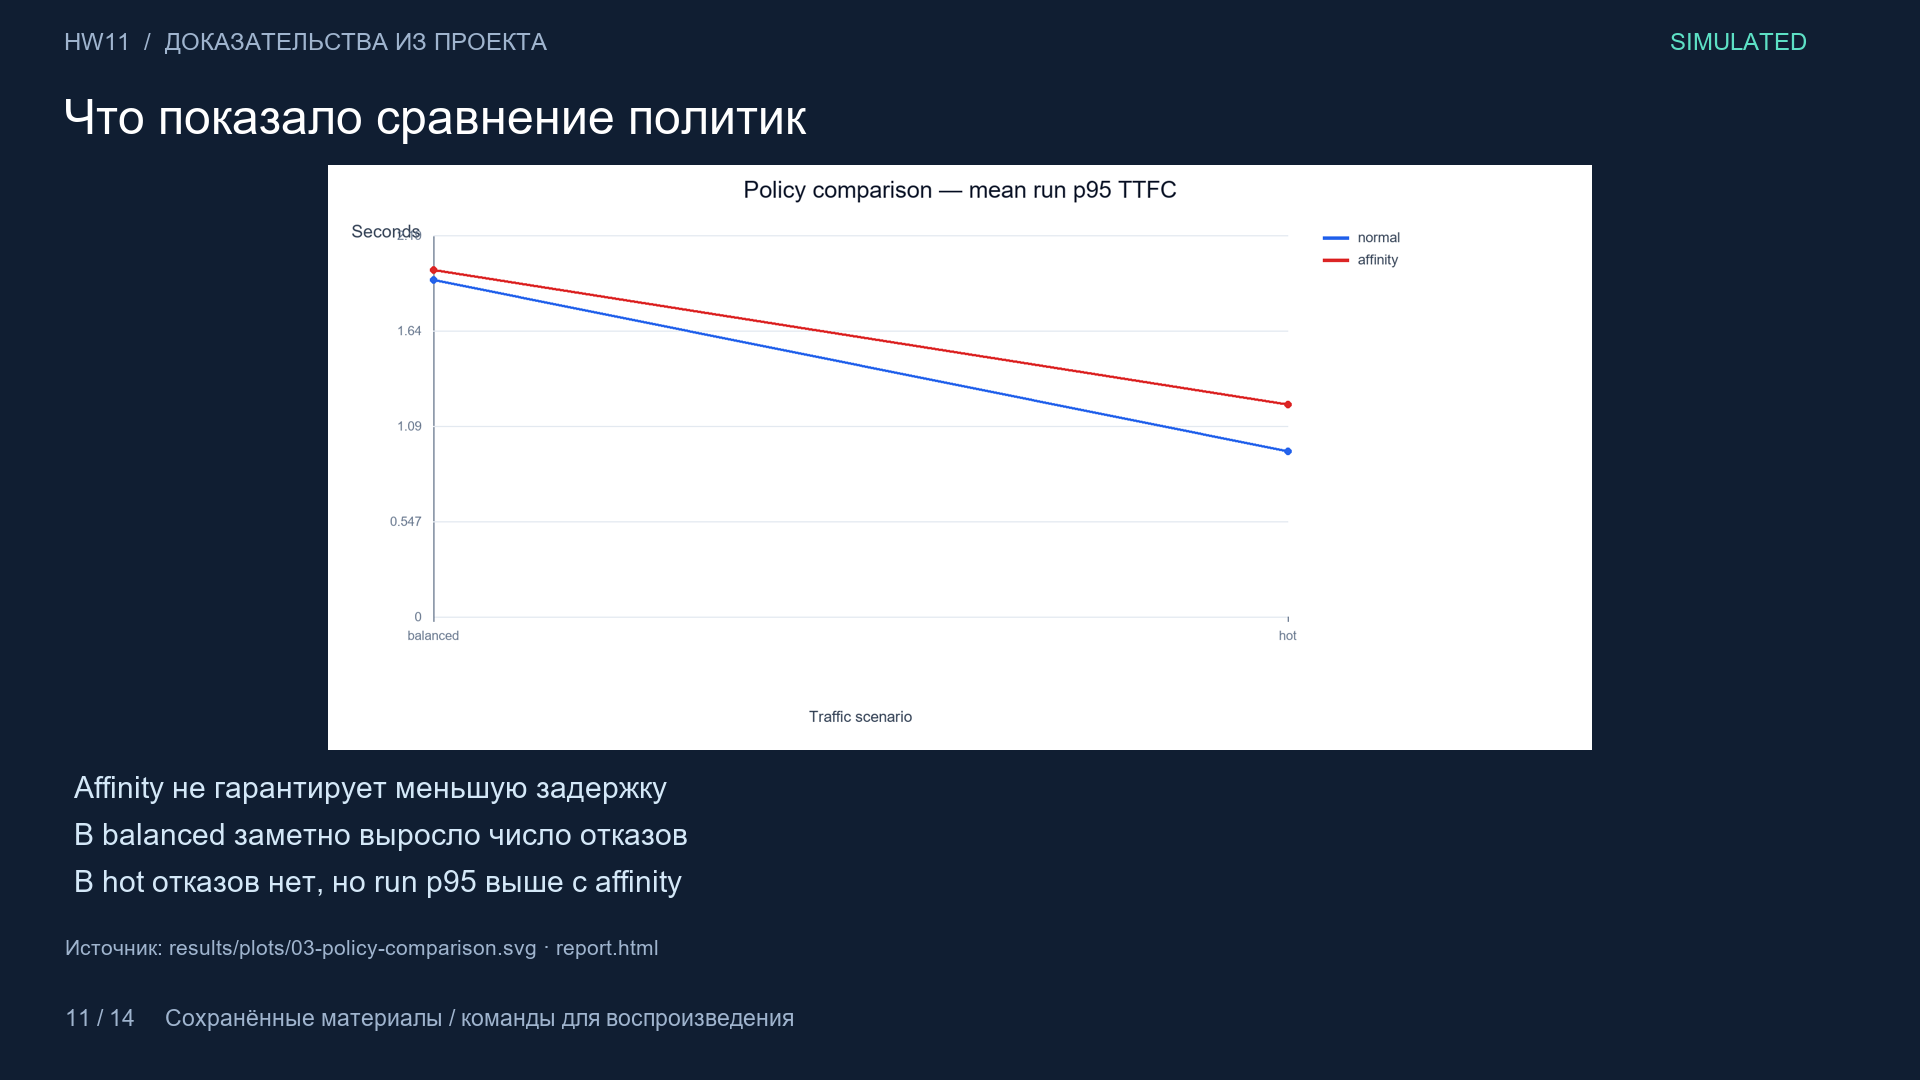 HW11 / ДОКАЗАТЕЛЬСТВА ИЗ ПРОЕКТА
SIMULATED
Что показало сравнение политик
Policy comparison — mean run p95 TTFC
Seconds
normal
affinity
1.64
1.09
0.547
0
balanced
hot
Traffic scenario
Affinity не гарантирует меньшую задержку
В balanced заметно выросло число отказов
В hot отказов нет, но run p95 выше с affinity
Источник: results/plots/03-policy-comparison.svg · report.html
11 / 14 Сохранённые материалы / команды для воспроизведения